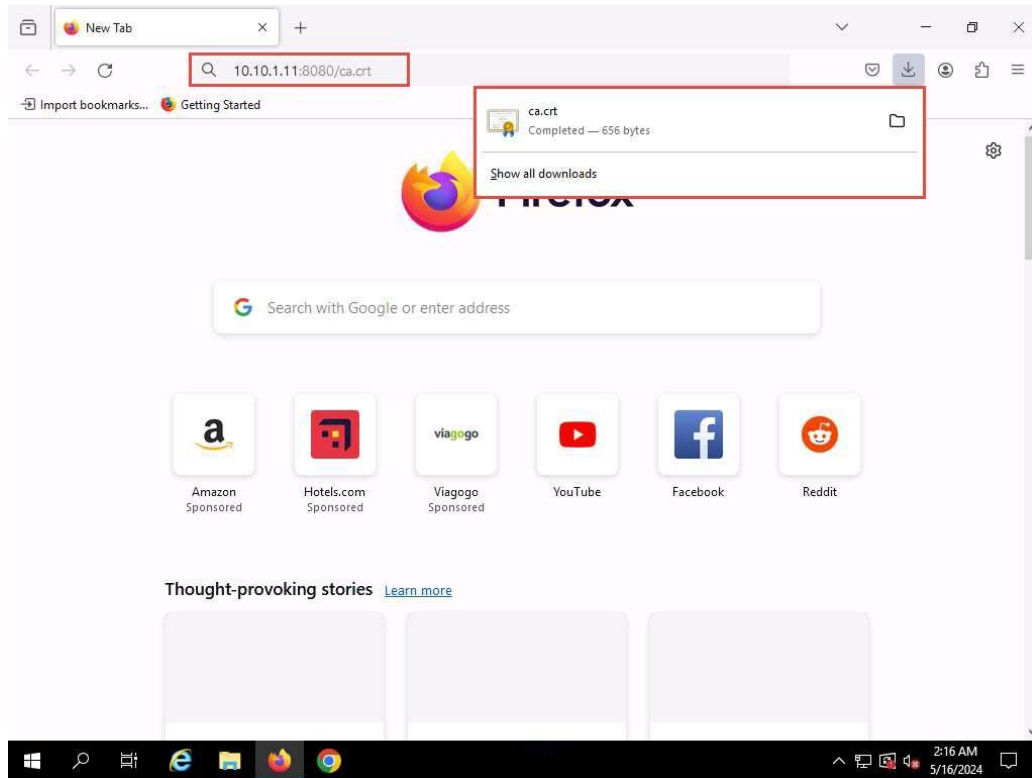 New Tab
10.10.1.11:8080/ca.crt
Import bookmarks...
Getting Started
ca.crt
Completed — 656 bytes
Show all downloads
Firefox
Search with Google or enter address
a
viagogo
Amazon
Hotels.com
Viagogo
YouTube
Facebook
Reddit
Sponsored
Sponsored
Sponsored
Thought-provoking stories Learn more
2:16 AM
5/16/2024